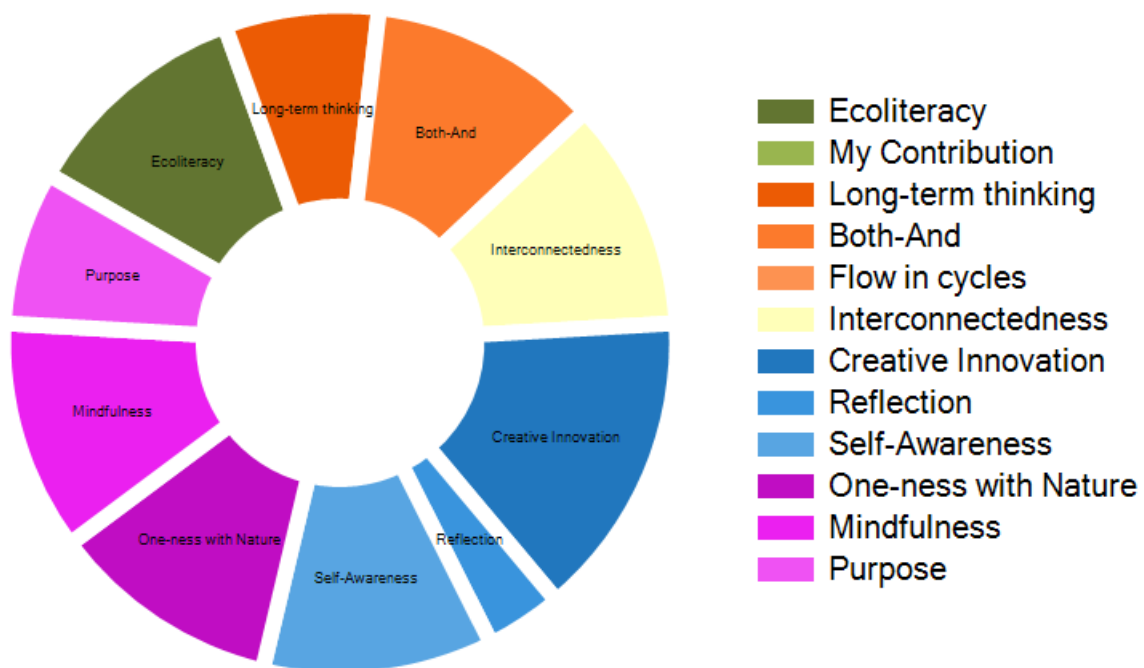 Long-term thinking
Both-And
Ecoliteracy
Interconnectedness
Purpose
Mindfulness
Creative Innovation
One-ness with Nature
Reflection
Self-Awareness
Ecoliteracy
My Contribution
Long-term thinking
Both-And
Flow in cycles
Interconnectedness
Creative Innovation
Reflection
Self-Awareness
One-ness with Nature
Mindfulness
Purpose